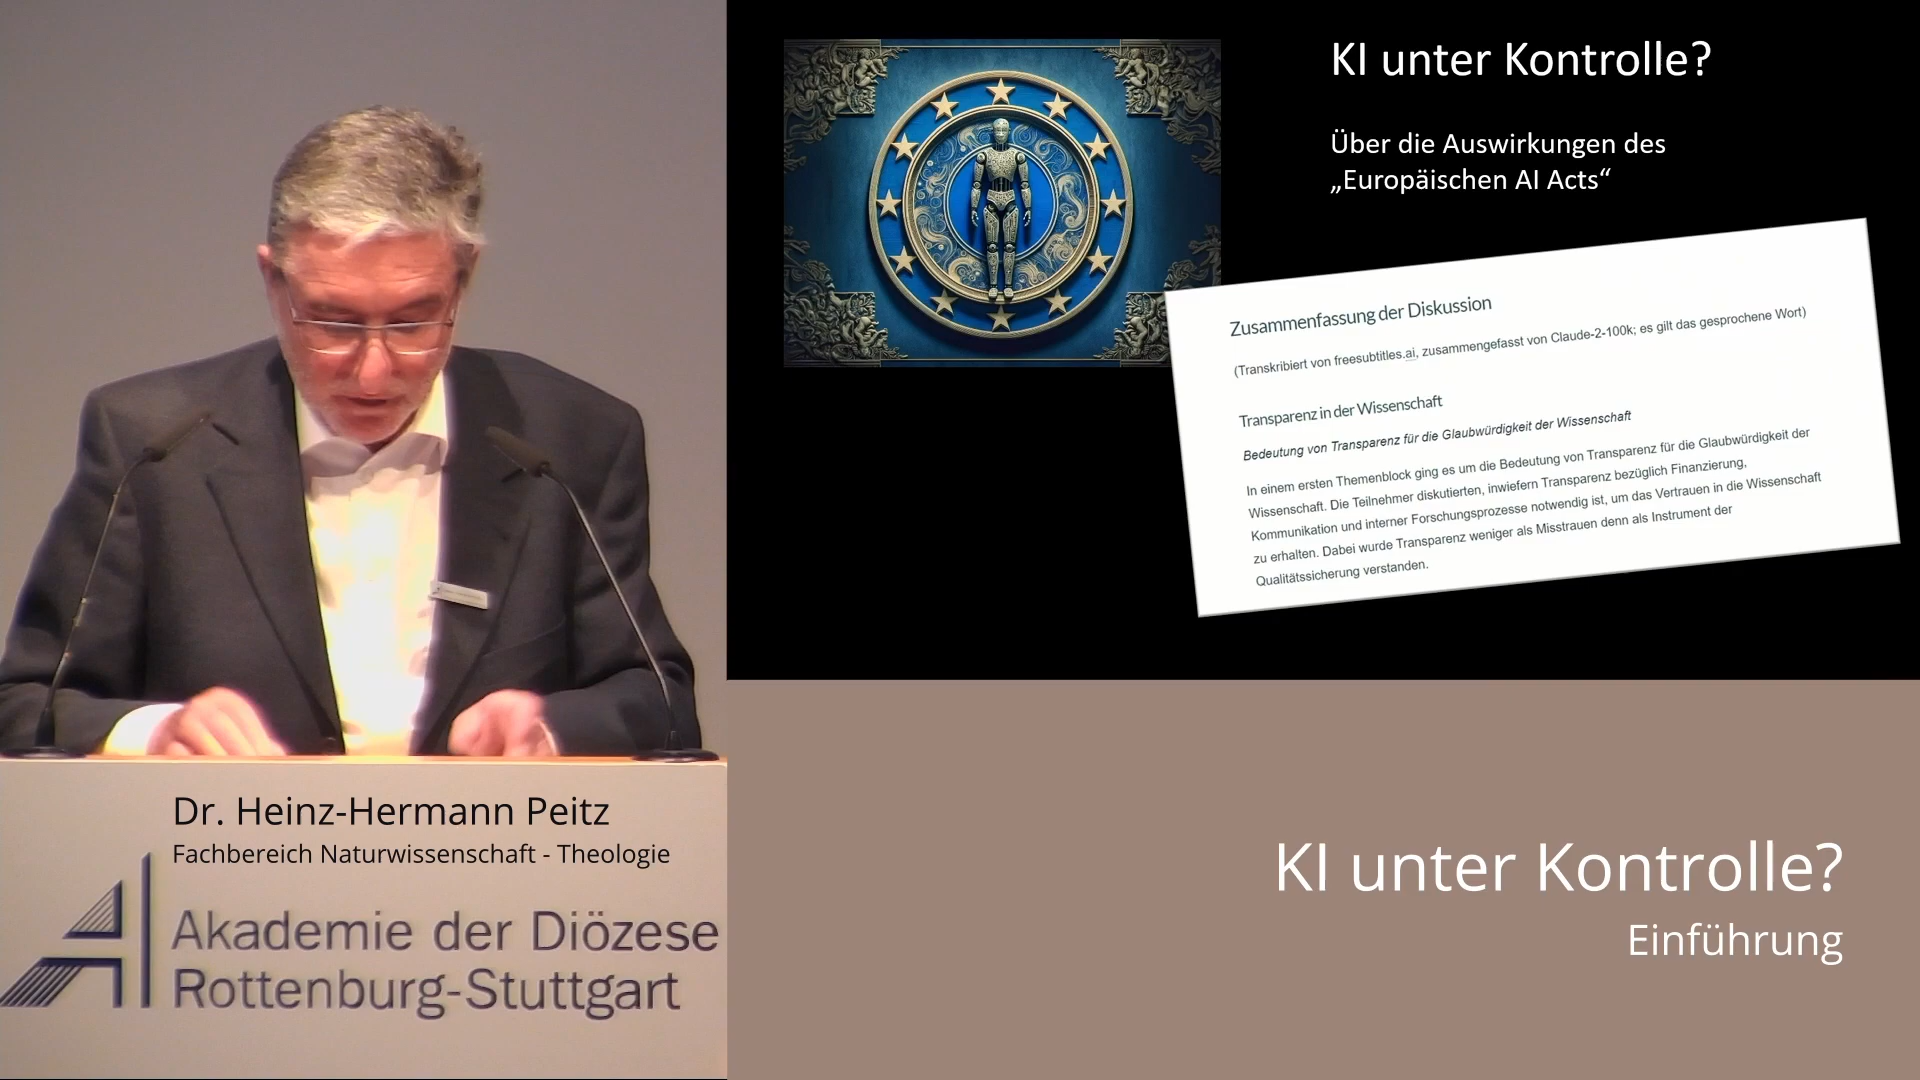 KI unter Kontrolle?
Über die Auswirkungen des
„Europäischen AI Acts“
Zusammenfassung der Diskussion
(Transkribiert von freesubtitles.ai, zusammengefasst von Claude-2-100k; es gilt das gesprochene Wort)
Transparenz in der Wissenschaft
Bedeutung von Transparenz für die Glaubwürdigkeit der Wissenschaft
In einem ersten Themenblock ging es um die Bedeutung von Transparenz für die Glaubwürdigkeit der
Wissenschaft. Die Teilnehmer diskutierten, inwiefern Transparenz bezüglich Finanzierung,
Kommunikation und interner Forschungsprozesse notwendig ist, um das Vertrauen in die Wissenschaft
zu erhalten. Dabei wurde Transparenz weniger als Misstrauen denn als Instrument der
Qualitätssicherung verstanden.
Dr. Heinz-Hermann Peitz
Fachbereich Naturwissenschaft - Theologie
Akademie der Diözese
Rottenburg-Stuttgart
KI unter Kontrolle?
Einführung